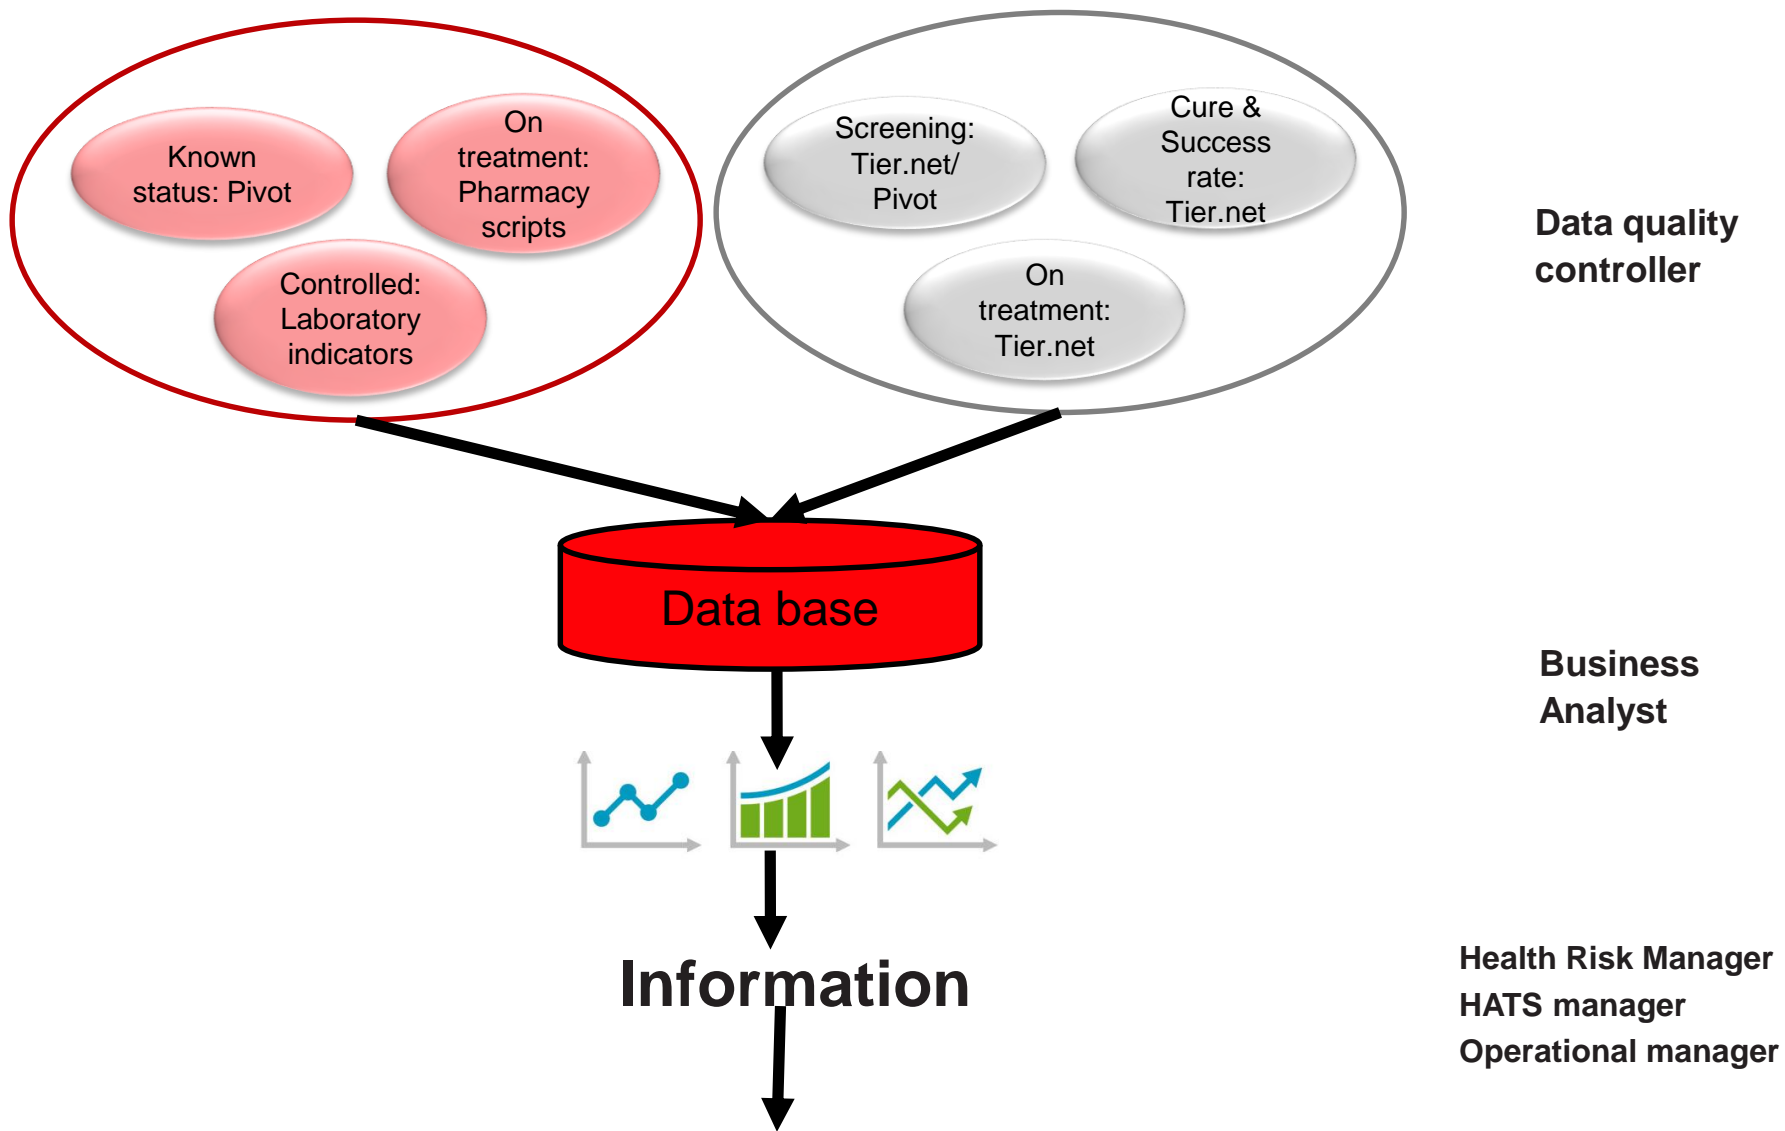 Known
status: Pivot
On
treatment:
Pharmacy
scripts
Controlled:
Laboratory
indicators
Screening:
Tier.net/
Pivot
Cure &
Success
rate:
Tier.net
On
treatment:
Tier.net
Data quality
controller
Data base
Business
Analyst
Information
Health Risk Manager
HATS manager
Operational manager